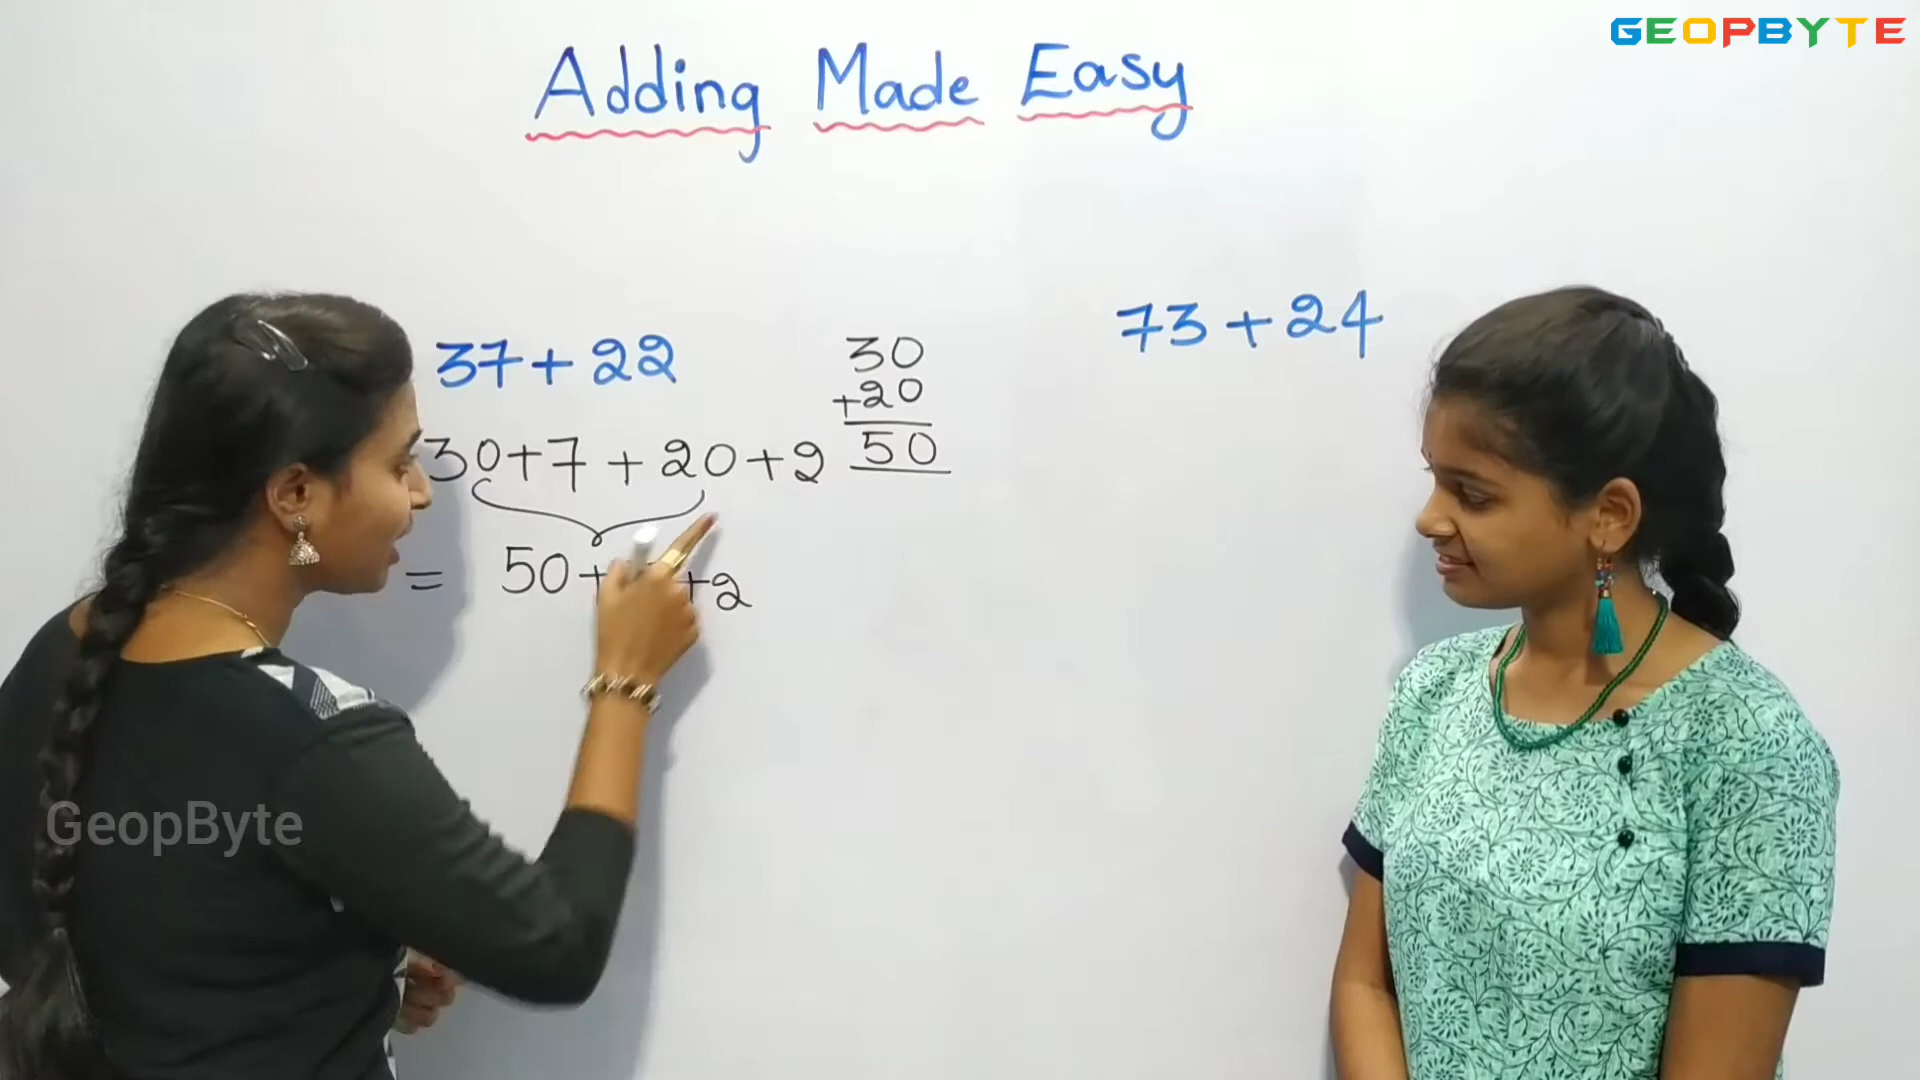 GEOPBYTE
Adding Made Easy
37+22
30+7+20+2
= 50+ +2
30
+20
50
73+24
GeopByte